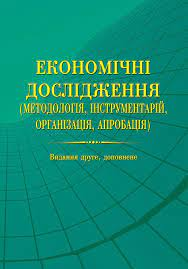 ЕКОНОМІЧНІ
ДОСЛІДЖЕННЯ
(МЕТОДОЛОГІЯ, ІНСТРУМЕНТАРІЙ,
ОРГАНІЗАЦІЯ, АПРОБАЦІЯ)
Видання друге, доповнене